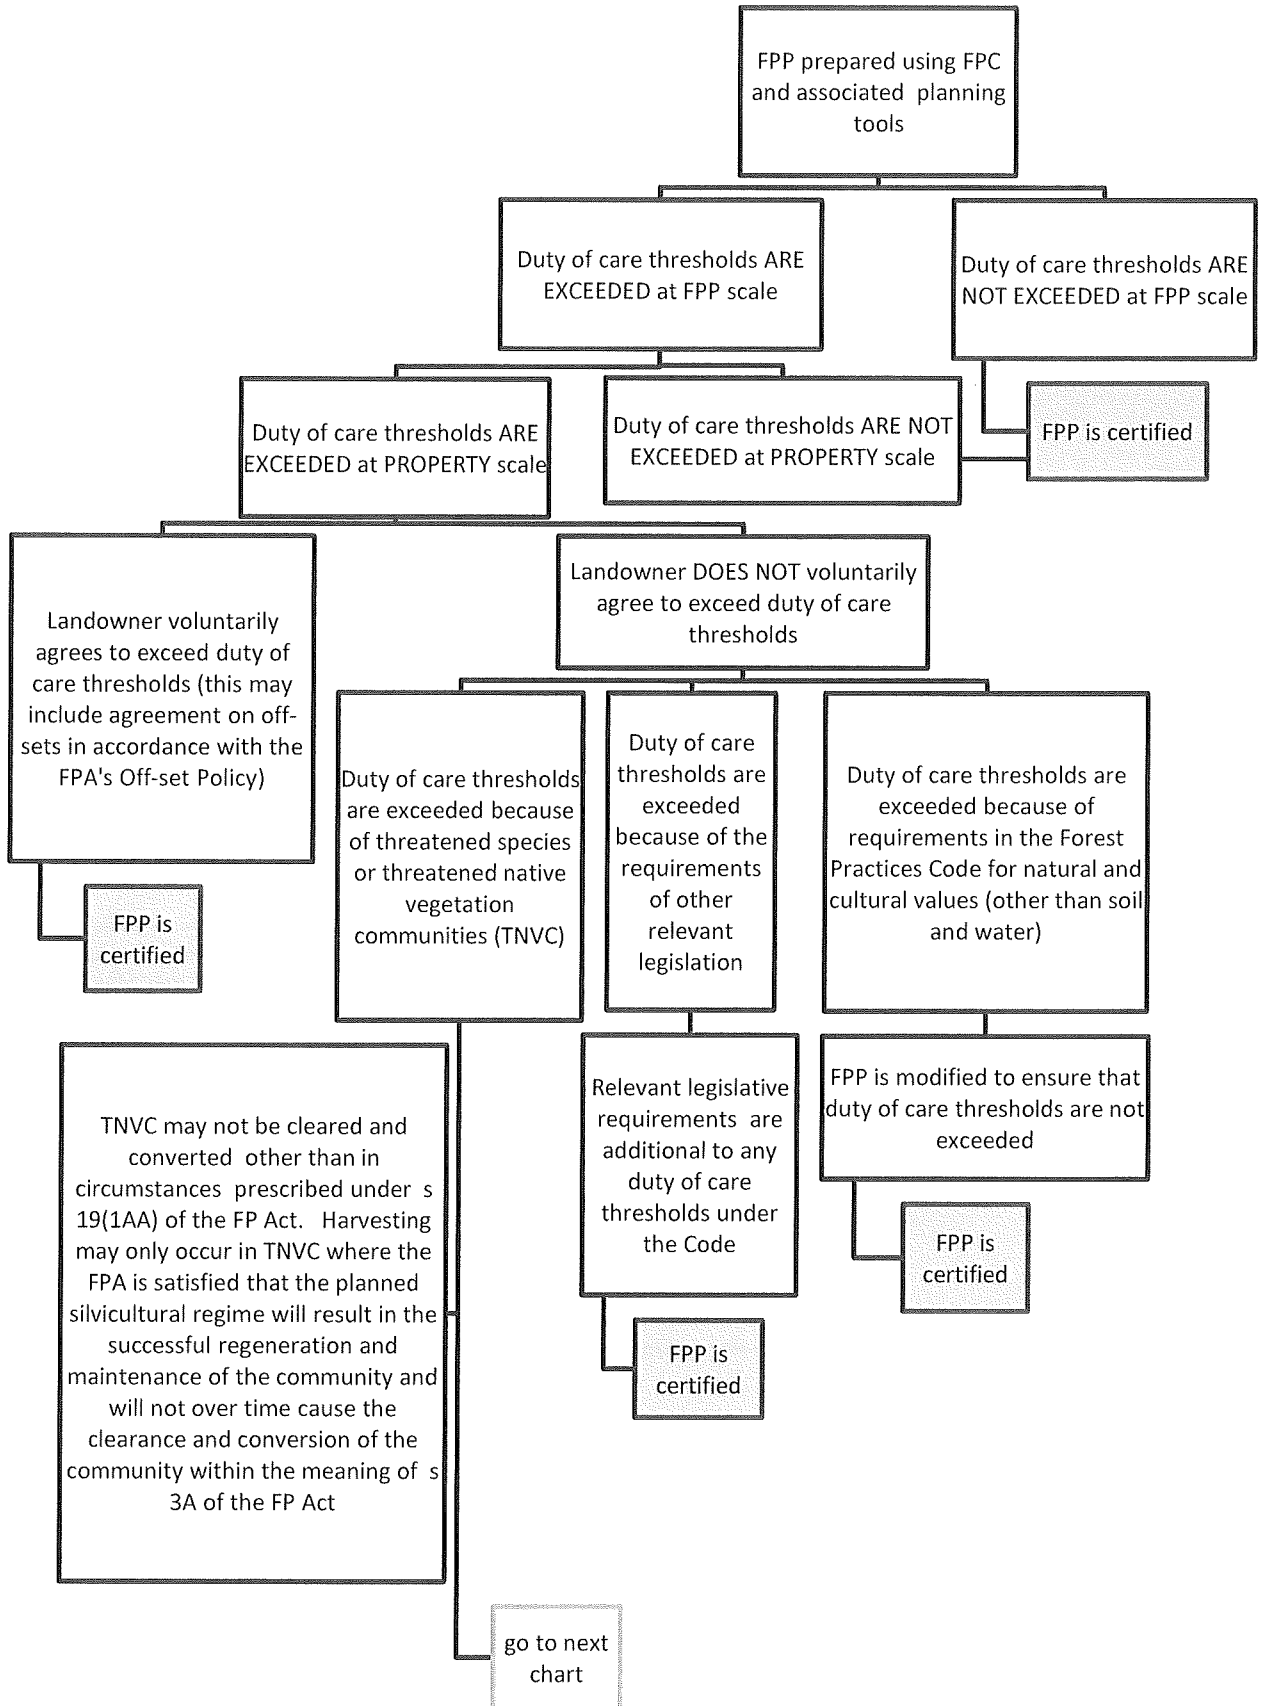 FPP prepared using FPC
and associated planning
tools
Duty of care thresholds ARE
EXCEEDED at FPP scale
Duty of care thresholds ARE
NOT EXCEEDED at FPP scale
Duty of care thresholds ARE
EXCEEDED at PROPERTY scale
Duty of care thresholds ARE NOT
EXCEEDED at PROPERTY scale
FPP is certified
Landowner voluntarily
agrees to exceed duty of
care thresholds (this may
include agreement on off-
sets in accordance with the
FPA's Off-set Policy)
Landowner DOES NOT voluntarily
agree to exceed duty of care
thresholds
FPP is
certified
Duty of care thresholds
are exceeded because
of threatened species
or threatened native
vegetation
communities (TNVC)
Duty of care
thresholds are
exceeded
because of the
requirements
of other
relevant
legislation
Duty of care thresholds are
exceeded because of
requirements in the Forest
Practices Code for natural and
cultural values (other than soil
and water)
TNVC may not be cleared and
converted other than in
circumstances prescribed under s
19(1AA) of the FP Act. Harvesting
may only occur in TNVC where the
FPA is satisfied that the planned
silvicultural regime will result in the
successful regeneration and
maintenance of the community and
will not over time cause the
clearance and conversion of the
community within the meaning of s
3A of the FP Act
Relevant legislative
requirements are
additional to any
duty of care
thresholds under
the Code
FPP is modified to ensure that
duty of care thresholds are not
exceeded
FPP is
certified
FPP is
certified
go to next
chart